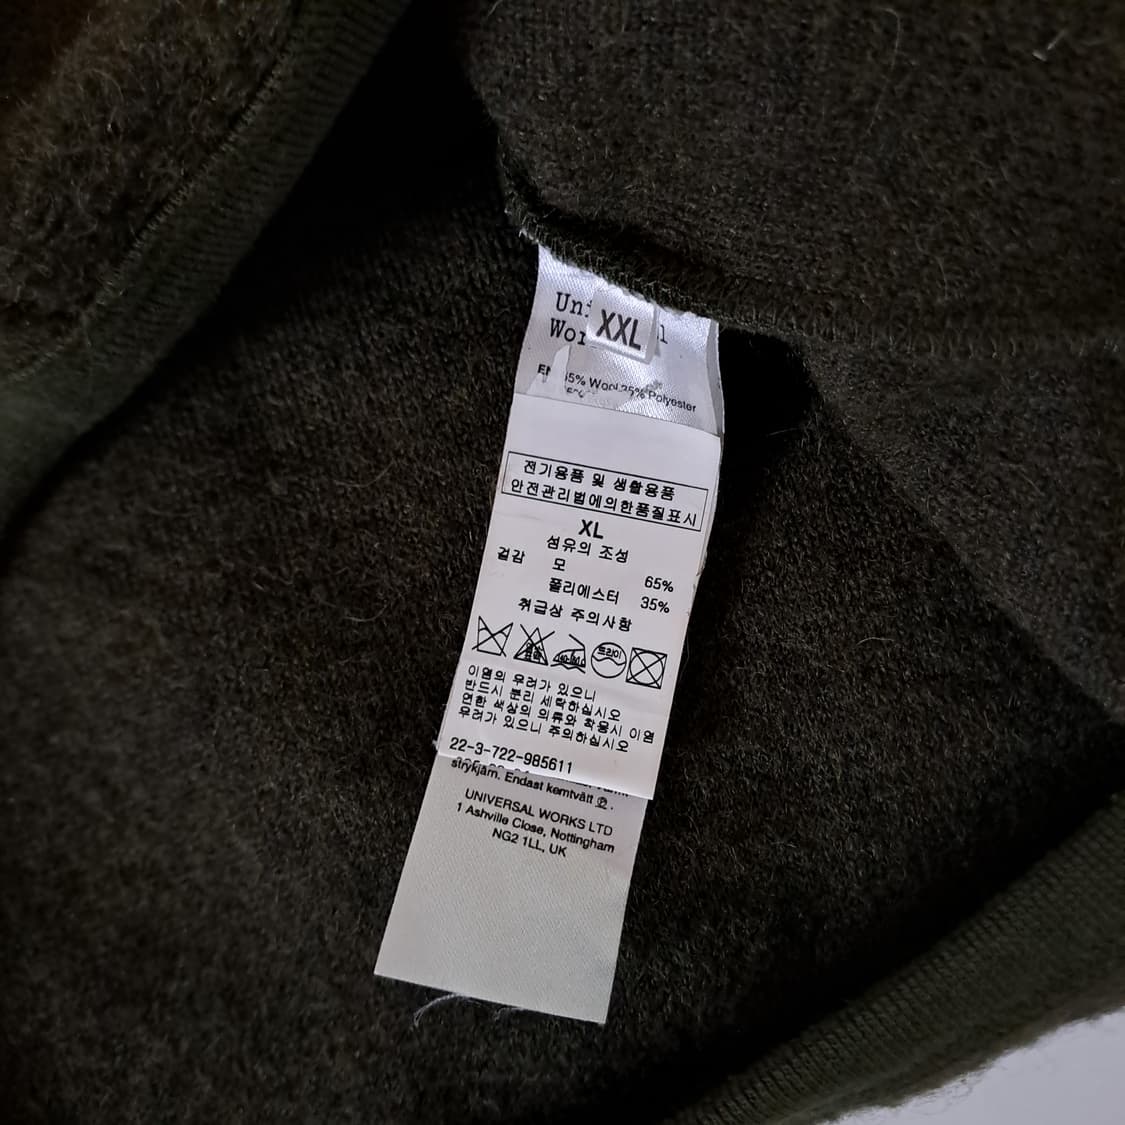 XXL
Wool 35% Polyester
전기용품 및 생활용품
안전관리법에의한품질표시
XL
섬유의 조성
겉감 모 65%
폴리에스터 35%
취급상 주의사항
드라이
이염의 우려가 있으니
반드시 분리 세탁하십시오
연한 색상의 의류와 착용시 이염
우려가 있으니 주의하십시오
22-3-722-985611
strykjärn. Endast kemtvätt Ⓟ.
UNIVERSAL WORKS LTD
1 Ashville Close, Nottingham
NG2 1LL, UK